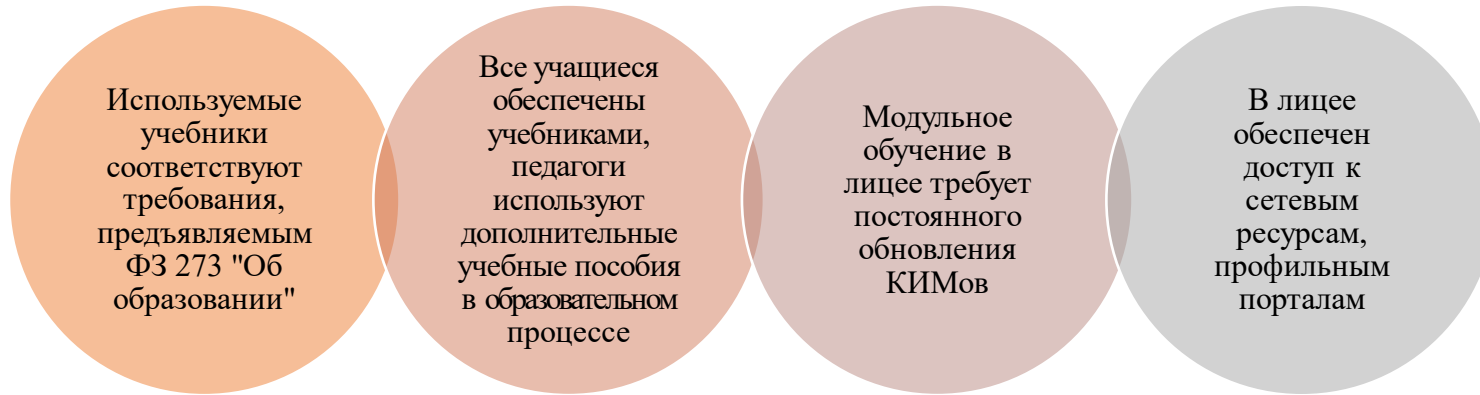 Используемые
учебники
соответствуют
требования,
предъявляемым
ФЗ 273 "Об
образовании"
Все учащиеся
обеспечены
учебниками,
педагоги
используют
дополнительные
учебные пособия
в образовательном
процессе
Модульное
обучение в
лицее требует
постоянного
обновления
КИМов
В лицее
обеспечен
доступ к
сетевым
ресурсам,
профильным
порталам